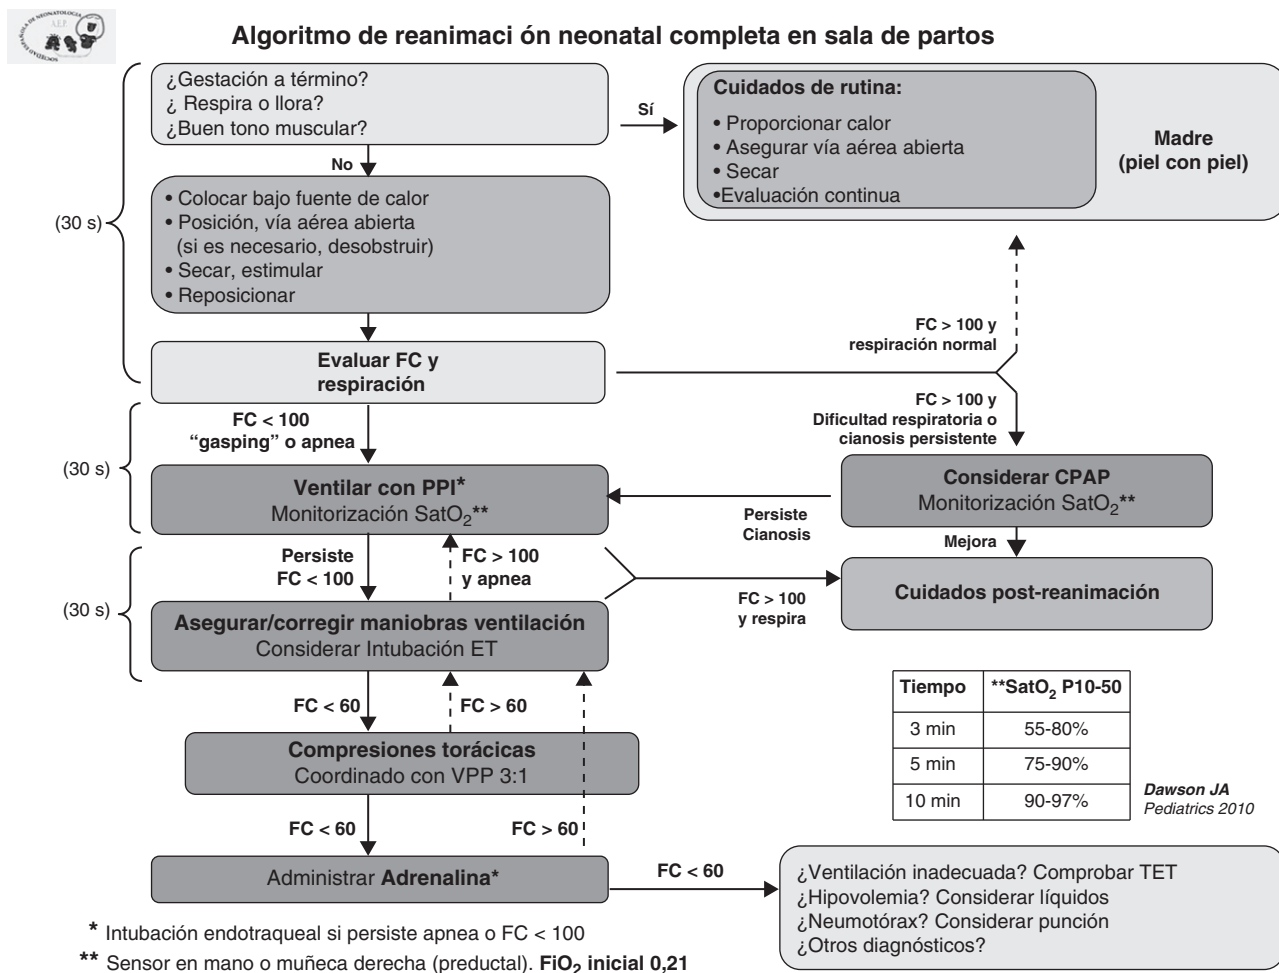 SOCIEDAD ESPAÑOLA DE NEONATOLOGIA
A.E.P.
Algoritmo de reanimaci ón neonatal completa en sala de partos
¿Gestación a término?
¿ Respira o llora?
¿Buen tono muscular?
Sí
Cuidados de rutina:
• Proporcionar calor
• Asegurar vía aérea abierta
• Secar
•Evaluación continua
Madre
(piel con piel)
No
(30 s)
• Colocar bajo fuente de calor
• Posición, vía aérea abierta
(si es necesario, desobstruir)
• Secar, estimular
• Reposicionar
Evaluar FC y
respiración
FC > 100 y
respiración normal
FC > 100 y
Dificultad respiratoria o
cianosis persistente
FC < 100
“gasping” o apnea
(30 s)
Ventilar con PPI*
Monitorización SatO2**
Considerar CPAP
Monitorización SatO2**
Persiste
Cianosis
Mejora
Persiste
FC < 100
FC > 100
y apnea
(30 s)
Asegurar/corregir maniobras ventilación
Considerar Intubación ET
FC > 100
y respira
Cuidados post-reanimación
FC < 60
FC > 60
Compresiones torácicas
Coordinado con VPP 3:1
Tiempo **SatO2 P10-50
3 min 55-80%
5 min 75-90%
10 min 90-97%
Dawson JA
Pediatrics 2010
FC < 60
FC > 60
Administrar Adrenalina*
FC < 60
¿Ventilación inadecuada? Comprobar TET
¿Hipovolemia? Considerar líquidos
¿Neumotórax? Considerar punción
¿Otros diagnósticos?
* Intubación endotraqueal si persiste apnea o FC < 100
** Sensor en mano o muñeca derecha (preductal). FiO2 inicial 0,21